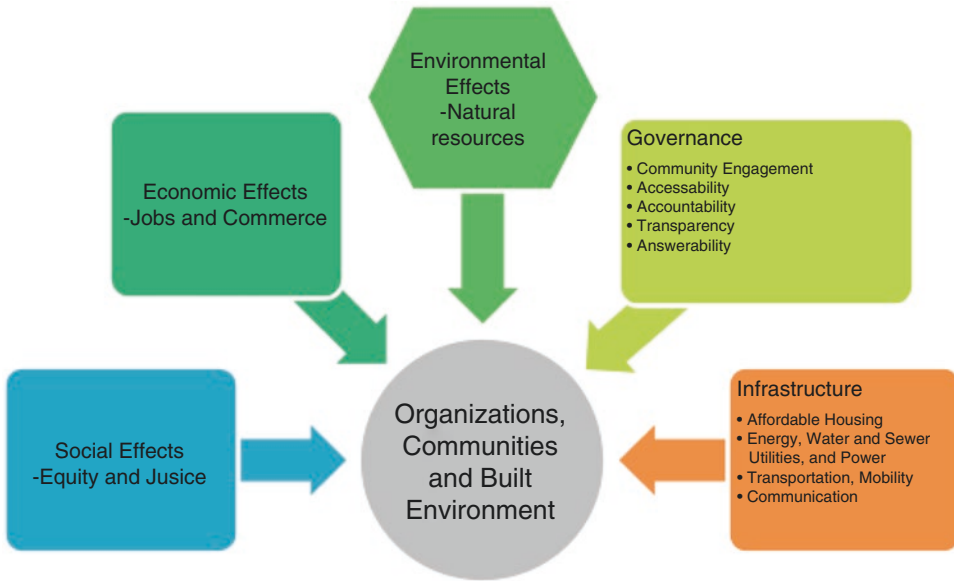 Environmental
Effects
-Natural
resources
Economic Effects
-Jobs and Commerce
Governance
• Community Engagement
• Accessability
• Accountability
• Transparency
• Answerability
Social Effects
-Equity and Jusice
Organizations,
Communities
and Built
Environment
Infrastructure
• Affordable Housing
• Energy, Water and Sewer
Utilities, and Power
• Transportation, Mobility
• Communication